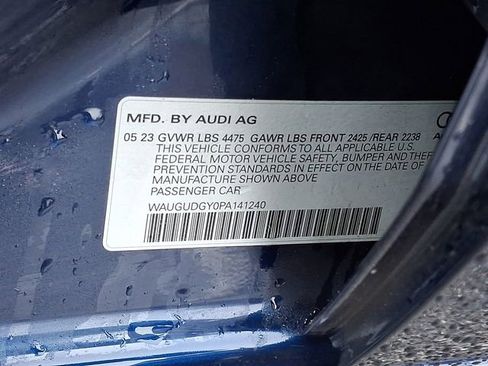 MFD. BY AUDI AG
05 23 GVWR LBS 4475 GAWR LBS FRONT 2425 /REAR 2238
THIS VEHICLE CONFORMS TO ALL APPLICABLE U.S.
FEDERAL MOTOR VEHICLE SAFETY, BUMPER AND
PREVENTION STANDARDS IN EFFECT ON THE DATE OF
MANUFACTURE SHOWN ABOVE
PASSENGER CAR
WAUGUDGY0PA141240